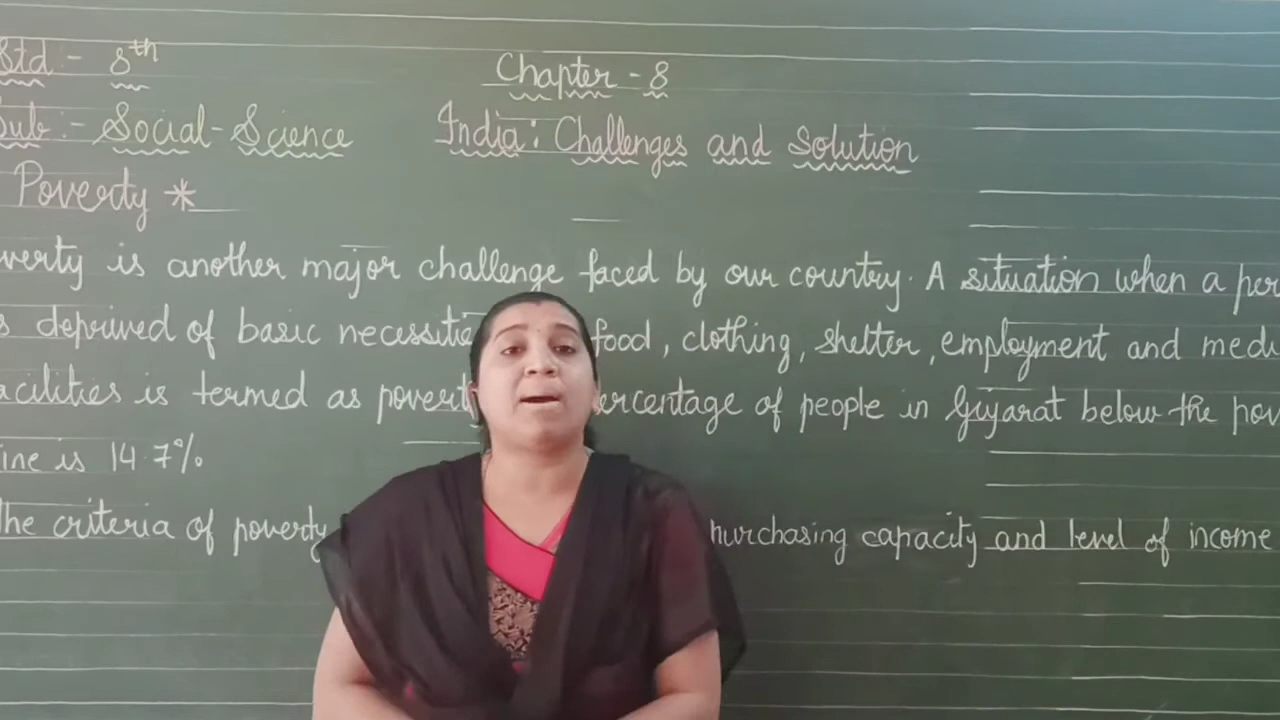 Std :- 8th
Chapter - 8
Sub :- Social-Science
India: Challenges and Solution
Poverty *
verty is another major challenge faced by our country. A situation when a per
s deprived of basic necessitie food, clothing, shelter, employment and medi
acilities is termed as povert ercentage of people in Gujarat below the pov
ine is 14.7%
The criteria of poverty purchasing capacity and level of income